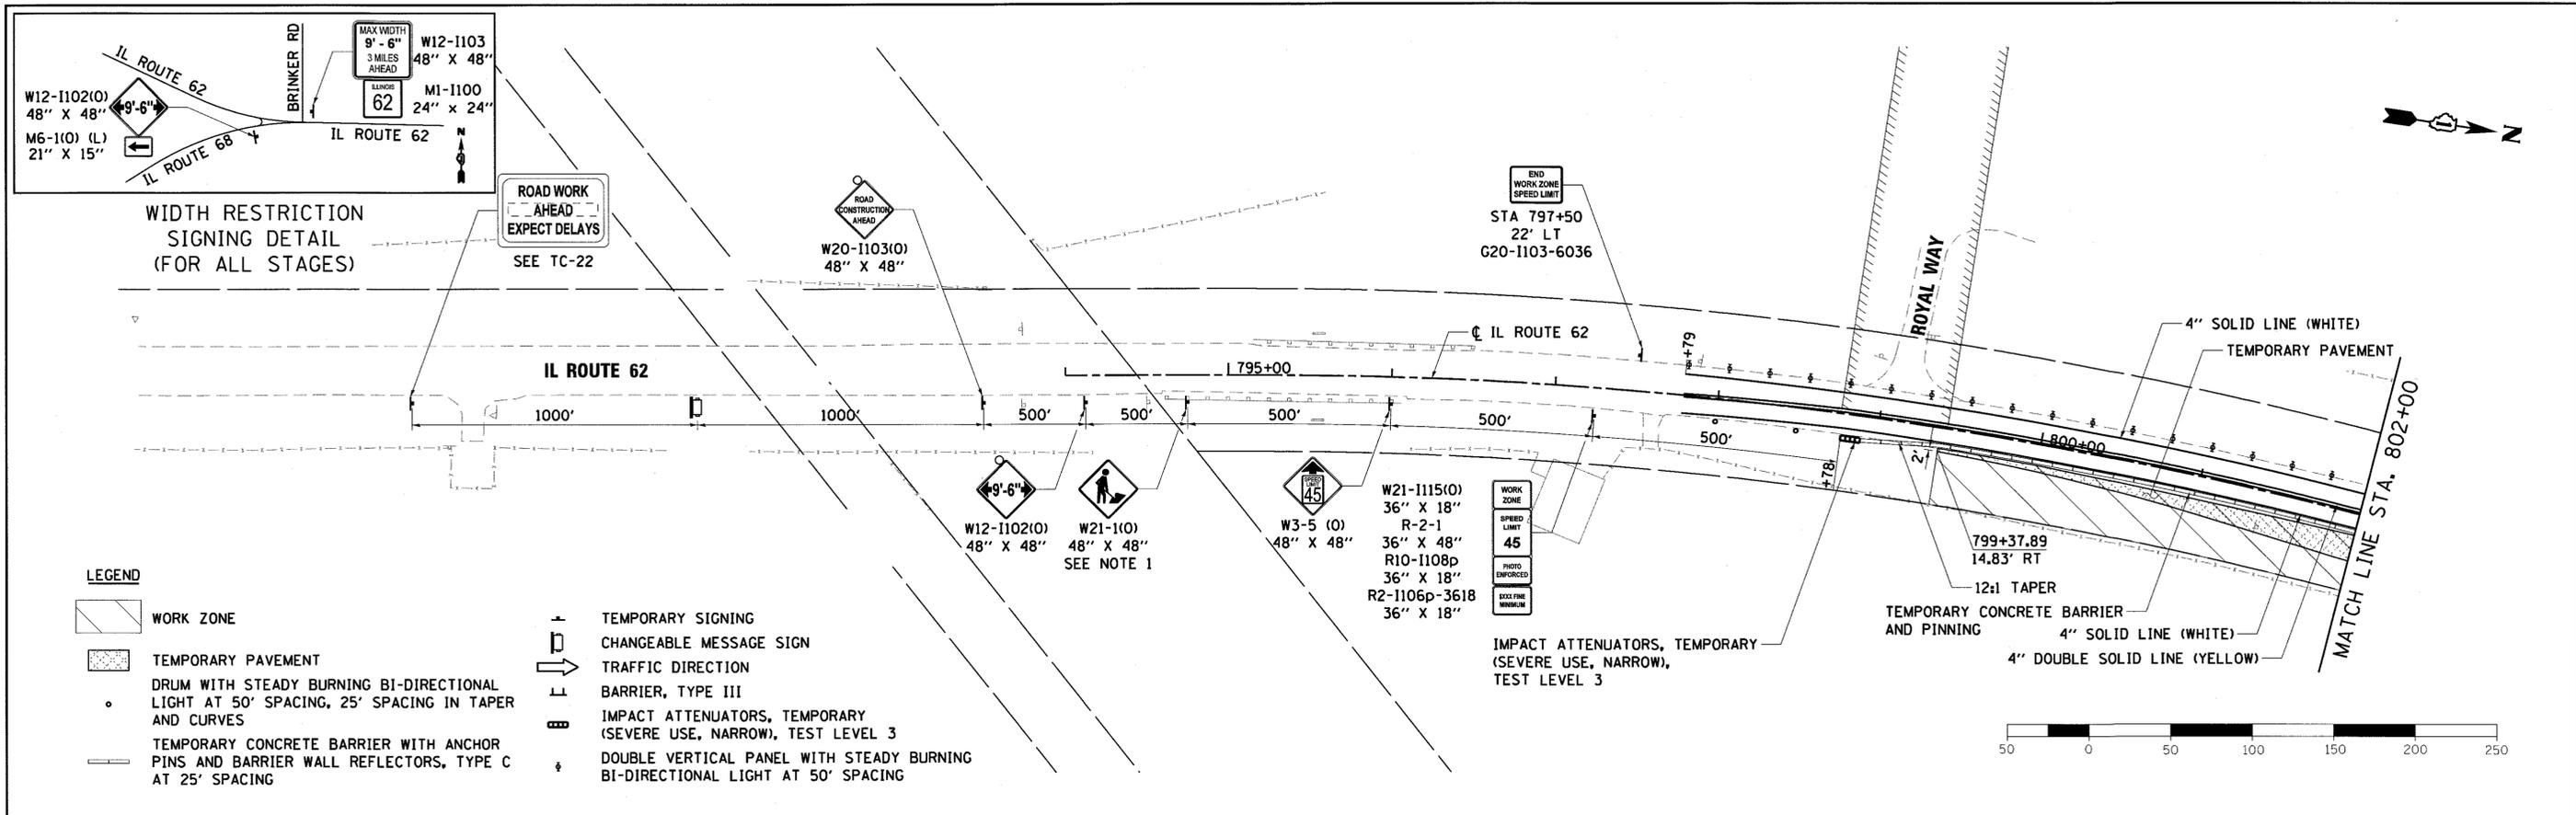 IL ROUTE 62
BRINKER RD
MAX WIDTH
9' - 6"
3 MILES
AHEAD
W12-I103
48" X 48"
ILLINOIS
62
M1-I100
24" x 24"
W12-I102(O)
48" X 48"
9'-6"
M6-1(O) (L)
21" X 15"
IL ROUTE 68
IL ROUTE 62
N
WIDTH RESTRICTION
SIGNING DETAIL
(FOR ALL STAGES)
ROAD WORK
AHEAD
EXPECT DELAYS
SEE TC-22
ROAD
CONSTRUCTION
AHEAD
W20-I103(O)
48" X 48"
END
WORK ZONE
SPEED LIMIT
STA 797+50
22' LT
G20-I103-6036
N
ROYAL WAY
℄ IL ROUTE 62
+79
4" SOLID LINE (WHITE)
TEMPORARY PAVEMENT
IL ROUTE 62
795+00
1000'
1000'
500'
500'
500'
500'
500'
800+00
+78
2'
MATCH LINE STA. 802+00
9'-6"
W12-I102(O)
48" X 48"
W21-1(O)
48" X 48"
SEE NOTE 1
SPEED
LIMIT
45
W3-5 (O)
48" X 48"
W21-I115(O)
36" X 18"
R-2-1
36" X 48"
R10-I108p
36" X 18"
R2-I106p-3618
36" X 18"
WORK
ZONE
SPEED
LIMIT
45
PHOTO
ENFORCED
$XXX FINE
MINIMUM
799+37.89
14.83' RT
12:1 TAPER
TEMPORARY CONCRETE BARRIER
AND PINNING
4" SOLID LINE (WHITE)
4" DOUBLE SOLID LINE (YELLOW)
IMPACT ATTENUATORS, TEMPORARY
(SEVERE USE, NARROW),
TEST LEVEL 3
LEGEND
WORK ZONE
TEMPORARY PAVEMENT
DRUM WITH STEADY BURNING BI-DIRECTIONAL
LIGHT AT 50' SPACING, 25' SPACING IN TAPER
AND CURVES
TEMPORARY CONCRETE BARRIER WITH ANCHOR
PINS AND BARRIER WALL REFLECTORS, TYPE C
AT 25' SPACING
TEMPORARY SIGNING
CHANGEABLE MESSAGE SIGN
TRAFFIC DIRECTION
BARRIER, TYPE III
IMPACT ATTENUATORS, TEMPORARY
(SEVERE USE, NARROW), TEST LEVEL 3
DOUBLE VERTICAL PANEL WITH STEADY BURNING
BI-DIRECTIONAL LIGHT AT 50' SPACING
50 0 50 100 150 200 250